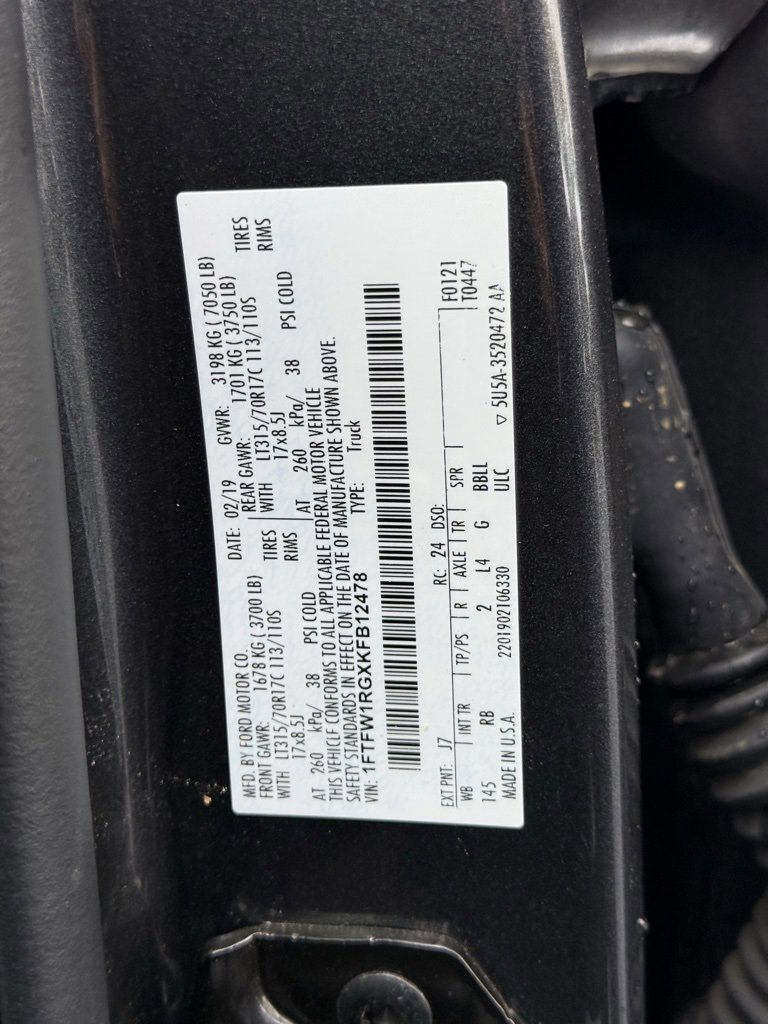 MFD. BY FORD MOTOR CO. DATE: 02/19 GVWR: 3198 KG ( 7050 LB)
FRONT GAWR: 1678 KG ( 3700 LB) REAR GAWR: 1701 KG ( 3750 LB)
WITH LT315/70R17C 113/110S TIRES WITH LT315/70R17C 113/110S TIRES
17x8.5J RIMS 17x8.5J RIMS
AT 260 kPa/ 38 PSI COLD AT 260 kPa/ 38 PSI COLD
THIS VEHICLE CONFORMS TO ALL APPLICABLE FEDERAL MOTOR VEHICLE
SAFETY STANDARDS IN EFFECT ON THE DATE OF MANUFACTURE SHOWN ABOVE.
VIN: 1FTFW1RGXKFB12478 TYPE: Truck
EXT PNT: J7 RC: 24 DSO: F0121
WB INT TR TP/PS R AXLE TR SPR T0447
145 RB 2 L4 G BBLL
MADE IN U.S.A. 2201902106330 ULC ▽ 5U5A-3520472 AA